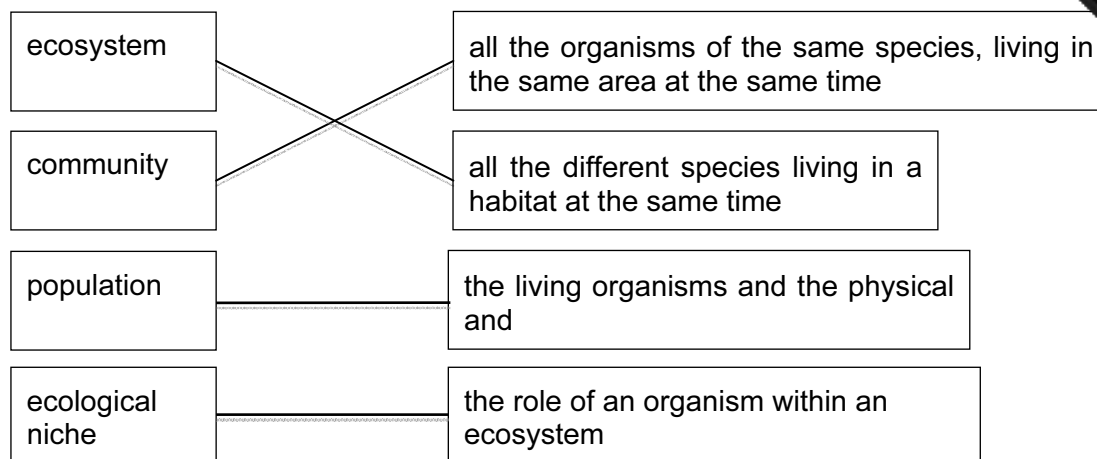 ecosystem
all the organisms of the same species, living in
the same area at the same time
community
all the different species living in a
habitat at the same time
population
the living organisms and the physical
and
ecological
niche
the role of an organism within an
ecosystem